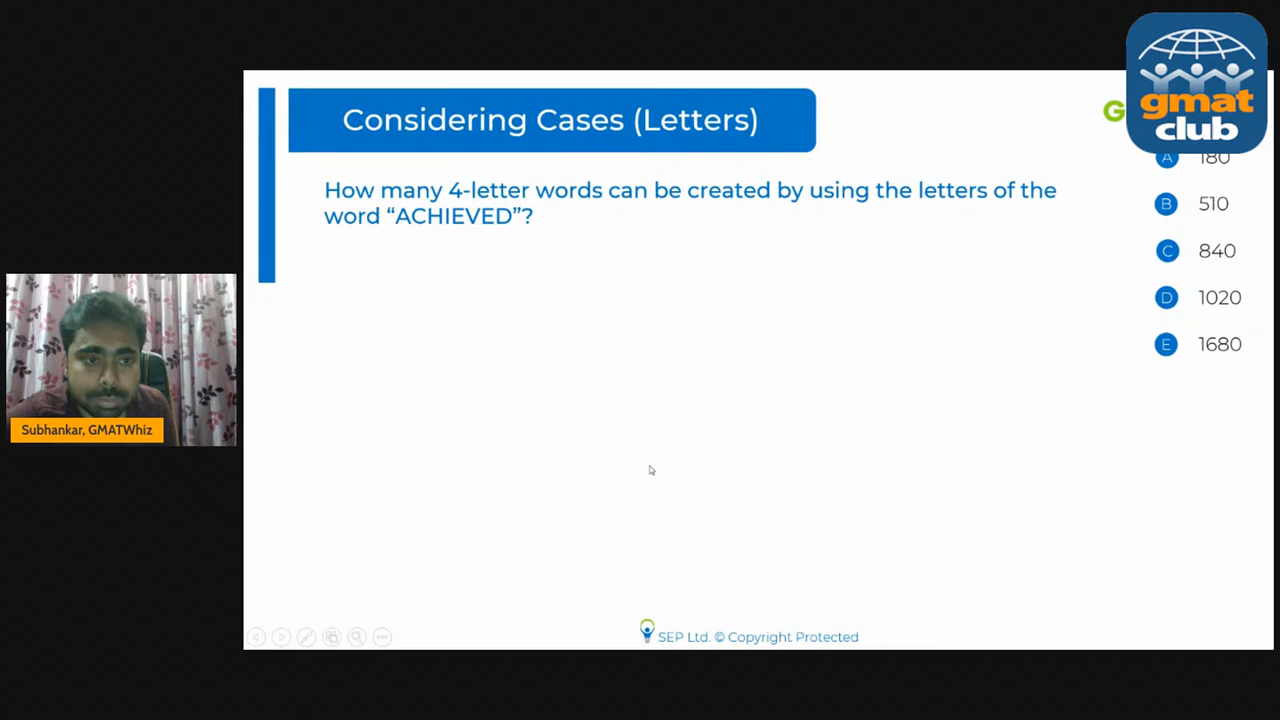 Considering Cases (Letters)
G
gmat
club
How many 4-letter words can be created by using the letters of the
word “ACHIEVED”?
A 180
B 510
C 840
D 1020
E 1680
Subhankar, GMATWhiz
SEP Ltd. © Copyright Protected